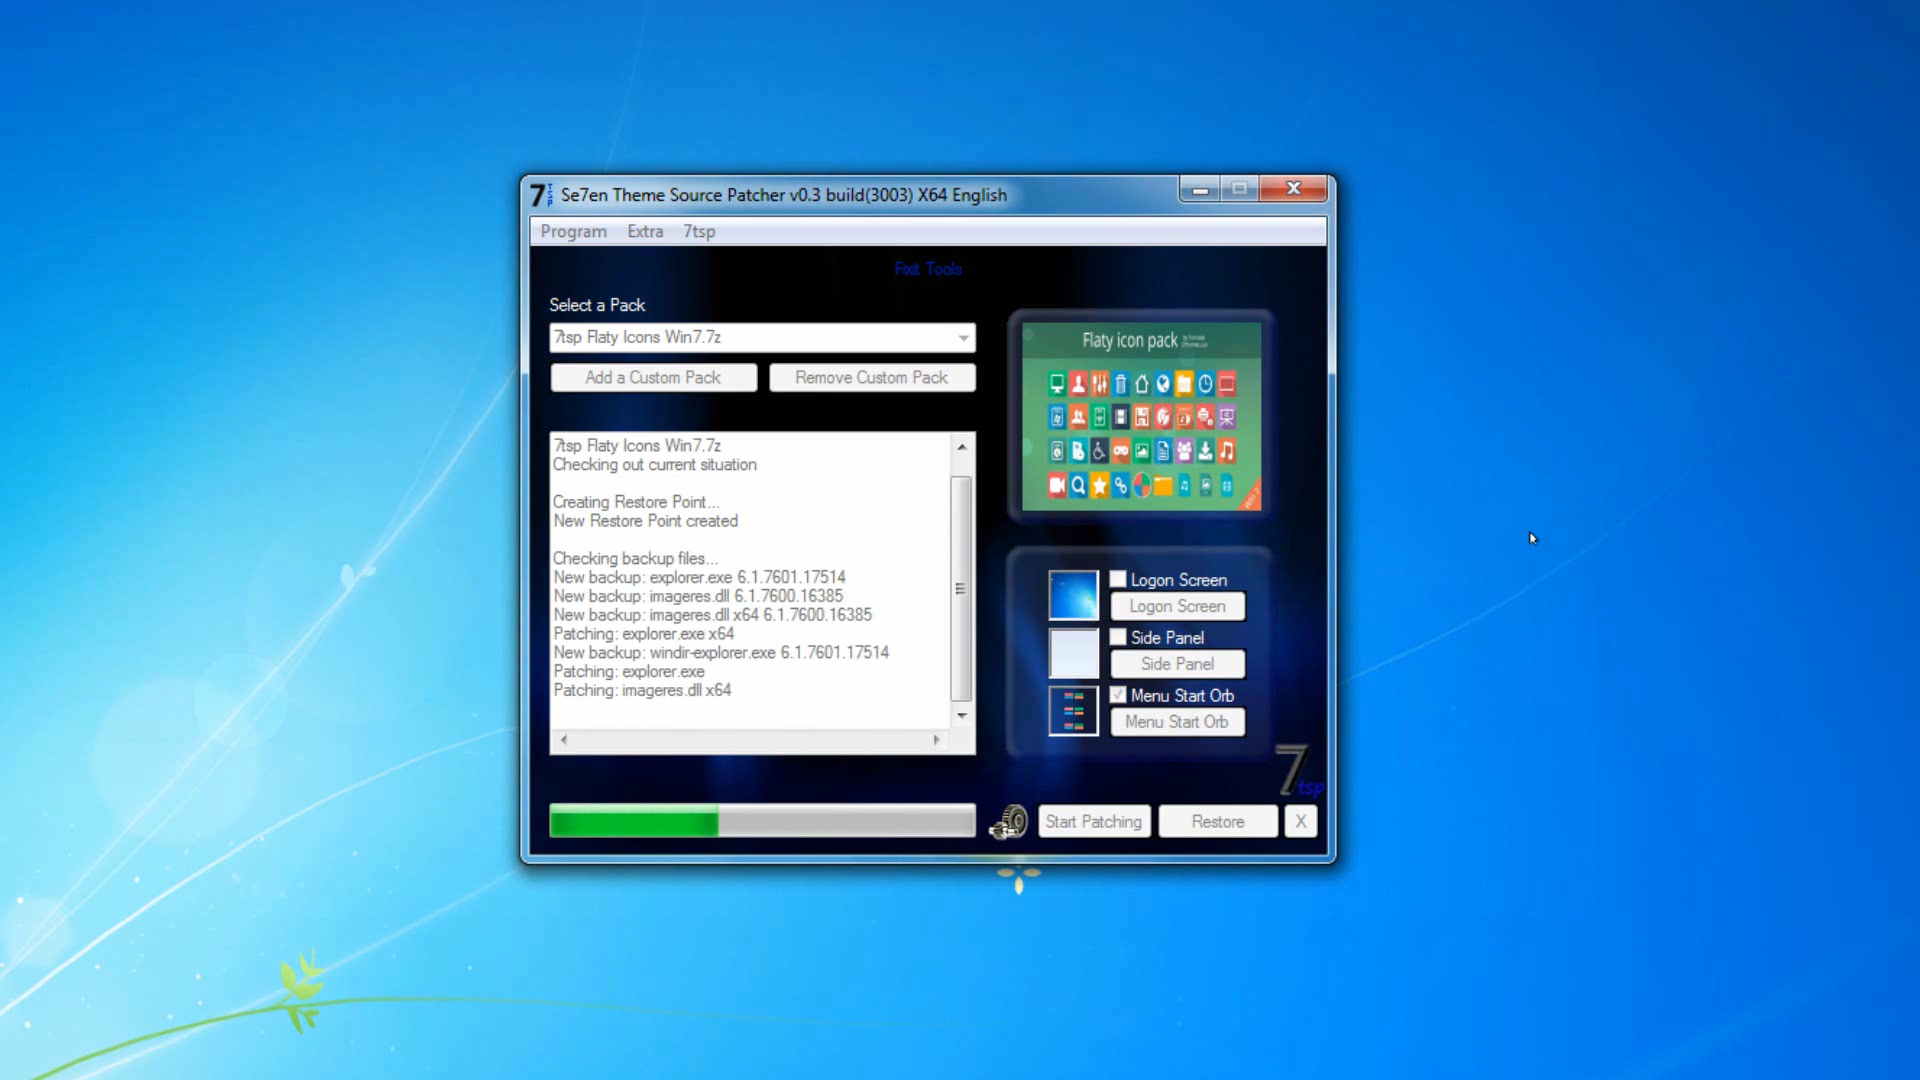 7 TSP Se7en Theme Source Patcher v0.3 build(3003) X64 English
Program Extra 7tsp
Fixit Tools
Select a Pack
7tsp Flaty Icons Win7.7z
Add a Custom Pack Remove Custom Pack
7tsp Flaty Icons Win7.7z
Checking out current situation
Creating Restore Point...
New Restore Point created
Checking backup files...
New backup: explorer.exe 6.1.7601.17514
New backup: imageres.dll 6.1.7600.16385
New backup: imageres.dll x64 6.1.7600.16385
Patching: explorer.exe x64
New backup: windir-explorer.exe 6.1.7601.17514
Patching: explorer.exe
Patching: imageres.dll x64
Flaty icon pack
Win 7
Logon Screen
Logon Screen
Side Panel
Side Panel
Menu Start Orb
Menu Start Orb
7tsp
Start Patching Restore X